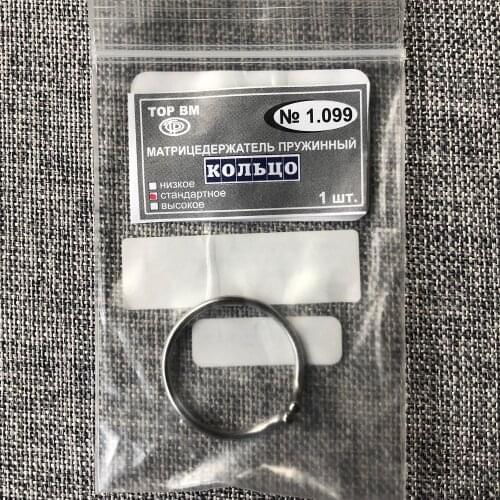 ТОР ВМ
№ 1.099
МАТРИЦЕДЕРЖАТЕЛЬ ПРУЖИННЫЙ
КОЛЬЦО
низкое
стандартное
высокое
1 шт.